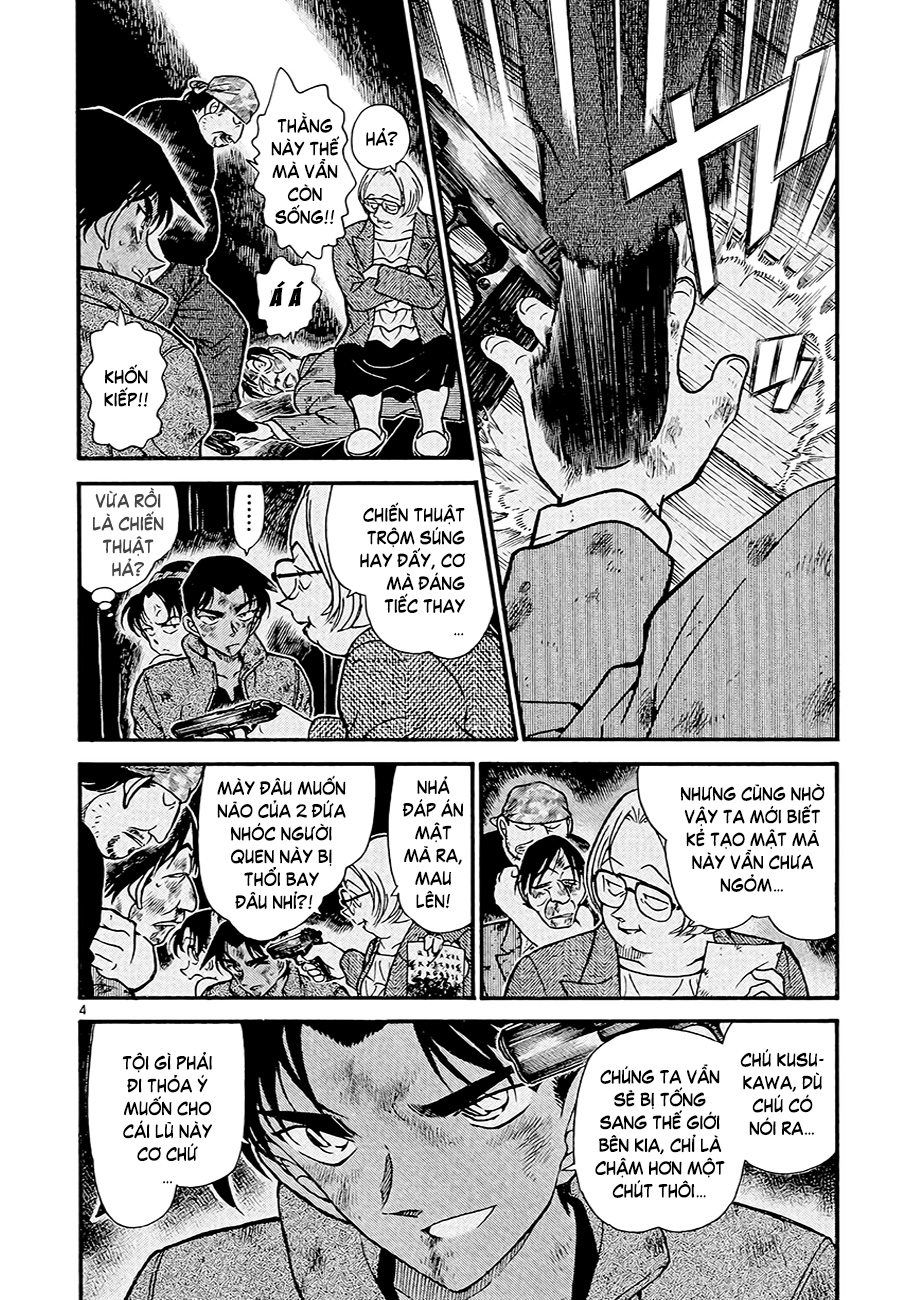 ガ
ッ
HẢ?
THẰNG
NÀY THẾ
MÀ VẪN
CÒN
SỐNG!!
Á Á
KHỐN
KIẾP!!
CHIẾN THUẬT
TRỘM SÚNG
HAY ĐẤY, CƠ
MÀ ĐÁNG
TIẾC THAY
...
......
VỪA RỒI
LÀ CHIẾN
THUẬT
HẢ?
NHƯNG CŨNG NHỜ
VẬY TA MỚI BIẾT
KẺ TẠO MẬT MÃ
NÀY VẪN CHƯA
NGỎM...
NHẢ
ĐÁP ÁN
MẬT
MÃ RA,
MAU
LÊN!
MÀY ĐÂU MUỐN
NÃO CỦA 2 ĐỨA
NHÓC NGƯỜI
QUEN NÀY BỊ
THỔI BAY
ĐÂU NHỈ?!
4
CHÚ KUSU-
KAWA, DÙ
CHÚ CÓ
NÓI RA...
CHÚNG TA VẪN
SẼ BỊ TỐNG
SANG THẾ GIỚI
BÊN KIA, CHỈ LÀ
CHẬM HƠN MỘT
CHÚT THÔI...
TỘI GÌ PHẢI
ĐI THỎA Ý
MUỐN CHO
CÁI LŨ NÀY
CƠ CHỨ
...